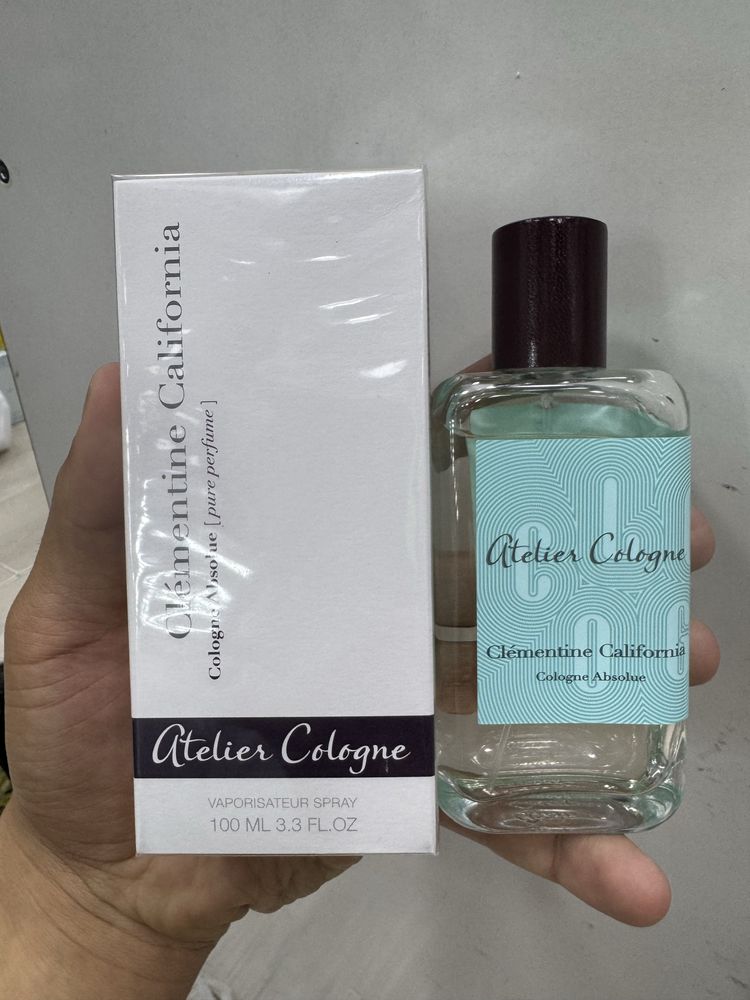 Clémentine California
Cologne Absolue [pure perfume]
Atelier Cologne
VAPORISATEUR SPRAY
100 ML 3.3 FL.OZ
Atelier Cologne
Clémentine California
Cologne Absolue